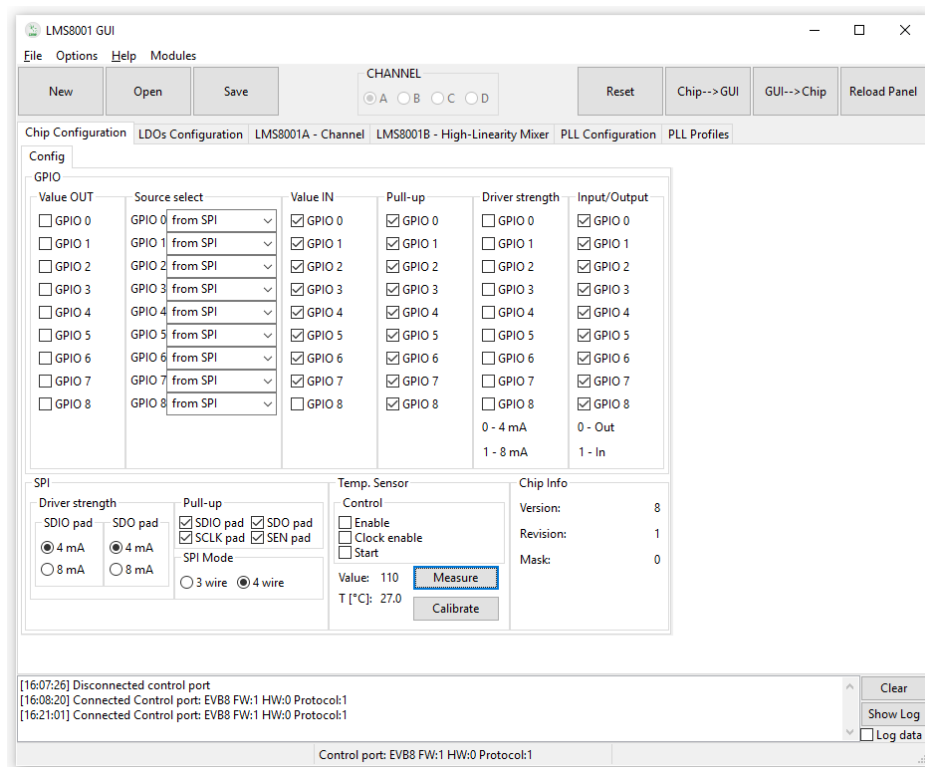 LMS8001 GUI
File Options Help Modules
New Open Save CHANNEL A B C D Reset Chip-->GUI GUI-->Chip Reload Panel
Chip Configuration LDOs Configuration LMS8001A - Channel LMS8001B - High-Linearity Mixer PLL Configuration PLL Profiles
Config
GPIO
Value OUT Source select Value IN Pull-up Driver strength Input/Output
GPIO 0 GPIO 0 from SPI GPIO 0 GPIO 0 GPIO 0 GPIO 0
GPIO 1 GPIO 1 from SPI GPIO 1 GPIO 1 GPIO 1 GPIO 1
GPIO 2 GPIO 2 from SPI GPIO 2 GPIO 2 GPIO 2 GPIO 2
GPIO 3 GPIO 3 from SPI GPIO 3 GPIO 3 GPIO 3 GPIO 3
GPIO 4 GPIO 4 from SPI GPIO 4 GPIO 4 GPIO 4 GPIO 4
GPIO 5 GPIO 5 from SPI GPIO 5 GPIO 5 GPIO 5 GPIO 5
GPIO 6 GPIO 6 from SPI GPIO 6 GPIO 6 GPIO 6 GPIO 6
GPIO 7 GPIO 7 from SPI GPIO 7 GPIO 7 GPIO 7 GPIO 7
GPIO 8 GPIO 8 from SPI GPIO 8 GPIO 8 GPIO 8 GPIO 8
0 - 4 mA 0 - Out
1 - 8 mA 1 - In
SPI
Driver strength
SDIO pad SDO pad
4 mA 4 mA
8 mA 8 mA
Pull-up
SDIO pad SDO pad
SCLK pad SEN pad
SPI Mode
3 wire 4 wire
Temp. Sensor
Control
Enable
Clock enable
Start
Value: 110 Measure
T [°C]: 27.0
Calibrate
Chip Info
Version: 8
Revision: 1
Mask: 0
[16:07:26] Disconnected control port
[16:08:20] Connected Control port: EVB8 FW:1 HW:0 Protocol:1
[16:21:01] Connected Control port: EVB8 FW:1 HW:0 Protocol:1
Clear
Show Log
Log data
Control port: EVB8 FW:1 HW:0 Protocol:1